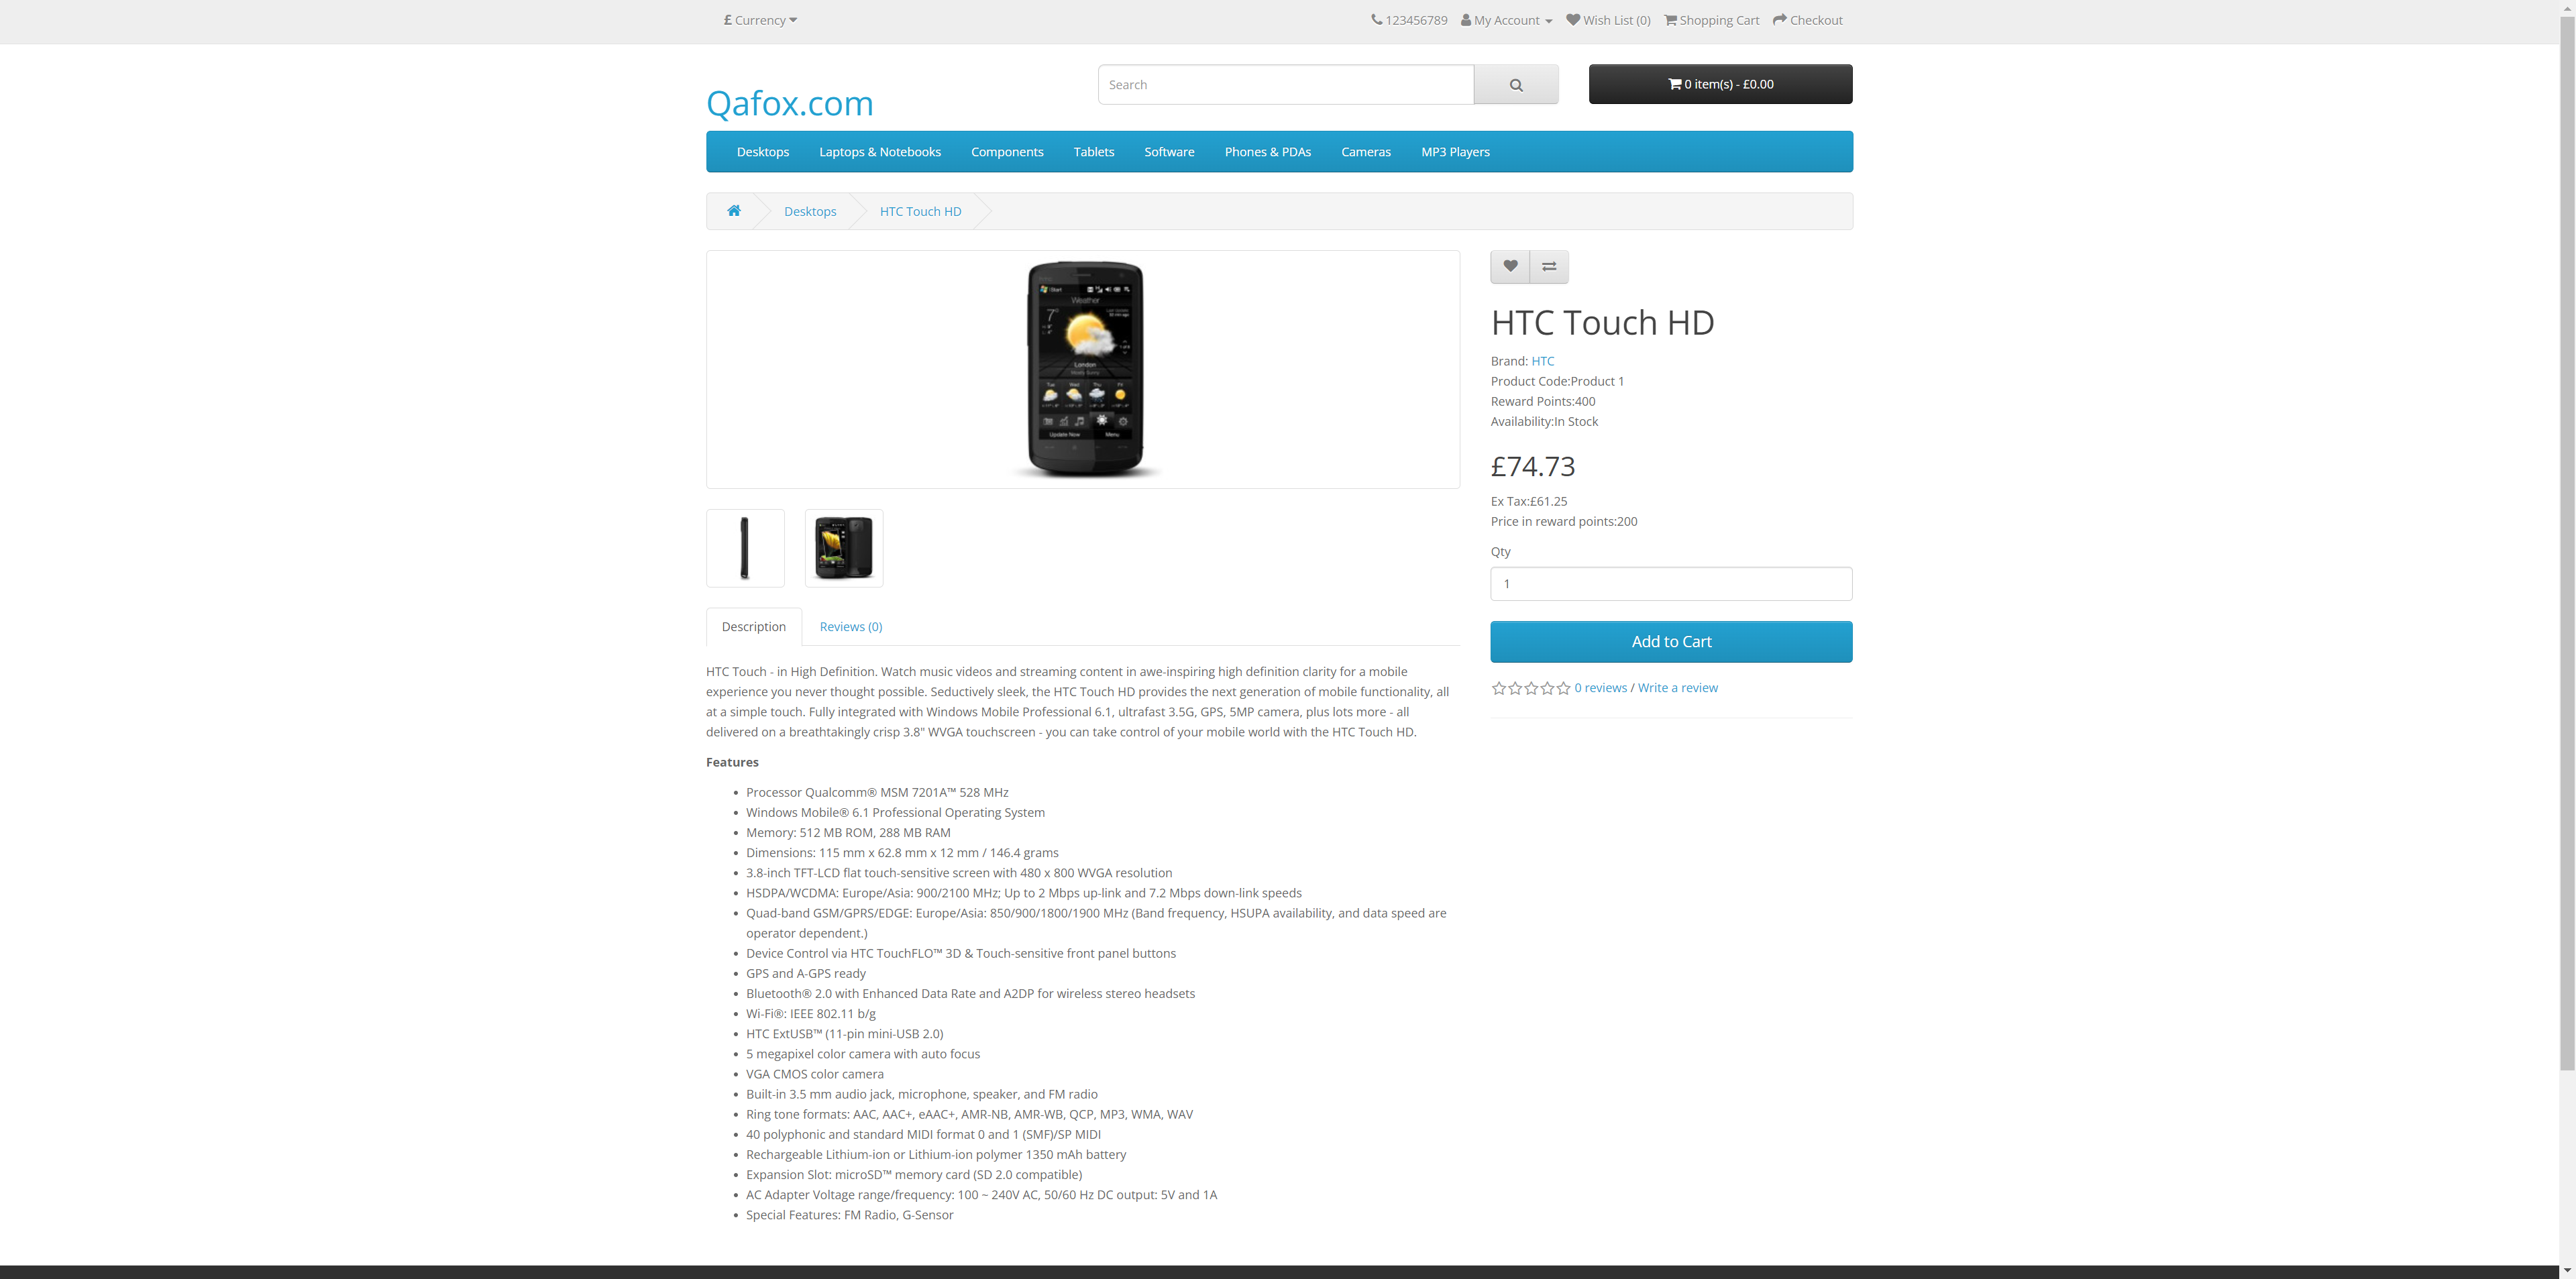 £ Currency
123456789 My Account Wish List (0) Shopping Cart Checkout
Qafox.com
Search
0 item(s) - £0.00
Desktops Laptops & Notebooks Components Tablets Software Phones & PDAs Cameras MP3 Players
Desktops HTC Touch HD
Start
Weather
London
Tue Wed Thu Fri
Update Now Menu
HTC Touch HD
Brand: HTC
Product Code:Product 1
Reward Points:400
Availability:In Stock
£74.73
Ex Tax:£61.25
Price in reward points:200
Qty
1
Add to Cart
0 reviews / Write a review
Description Reviews (0)
HTC Touch - in High Definition. Watch music videos and streaming content in awe-inspiring high definition clarity for a mobile
experience you never thought possible. Seductively sleek, the HTC Touch HD provides the next generation of mobile functionality, all
at a simple touch. Fully integrated with Windows Mobile Professional 6.1, ultrafast 3.5G, GPS, 5MP camera, plus lots more - all
delivered on a breathtakingly crisp 3.8" WVGA touchscreen - you can take control of your mobile world with the HTC Touch HD.
Features
• Processor Qualcomm® MSM 7201A™ 528 MHz
• Windows Mobile® 6.1 Professional Operating System
• Memory: 512 MB ROM, 288 MB RAM
• Dimensions: 115 mm x 62.8 mm x 12 mm / 146.4 grams
• 3.8-inch TFT-LCD flat touch-sensitive screen with 480 x 800 WVGA resolution
• HSDPA/WCDMA: Europe/Asia: 900/2100 MHz; Up to 2 Mbps up-link and 7.2 Mbps down-link speeds
• Quad-band GSM/GPRS/EDGE: Europe/Asia: 850/900/1800/1900 MHz (Band frequency, HSUPA availability, and data speed are
operator dependent.)
• Device Control via HTC TouchFLO™ 3D & Touch-sensitive front panel buttons
• GPS and A-GPS ready
• Bluetooth® 2.0 with Enhanced Data Rate and A2DP for wireless stereo headsets
• Wi-Fi®: IEEE 802.11 b/g
• HTC ExtUSB™ (11-pin mini-USB 2.0)
• 5 megapixel color camera with auto focus
• VGA CMOS color camera
• Built-in 3.5 mm audio jack, microphone, speaker, and FM radio
• Ring tone formats: AAC, AAC+, eAAC+, AMR-NB, AMR-WB, QCP, MP3, WMA, WAV
• 40 polyphonic and standard MIDI format 0 and 1 (SMF)/SP MIDI
• Rechargeable Lithium-ion or Lithium-ion polymer 1350 mAh battery
• Expansion Slot: microSD™ memory card (SD 2.0 compatible)
• AC Adapter Voltage range/frequency: 100 ~ 240V AC, 50/60 Hz DC output: 5V and 1A
• Special Features: FM Radio, G-Sensor